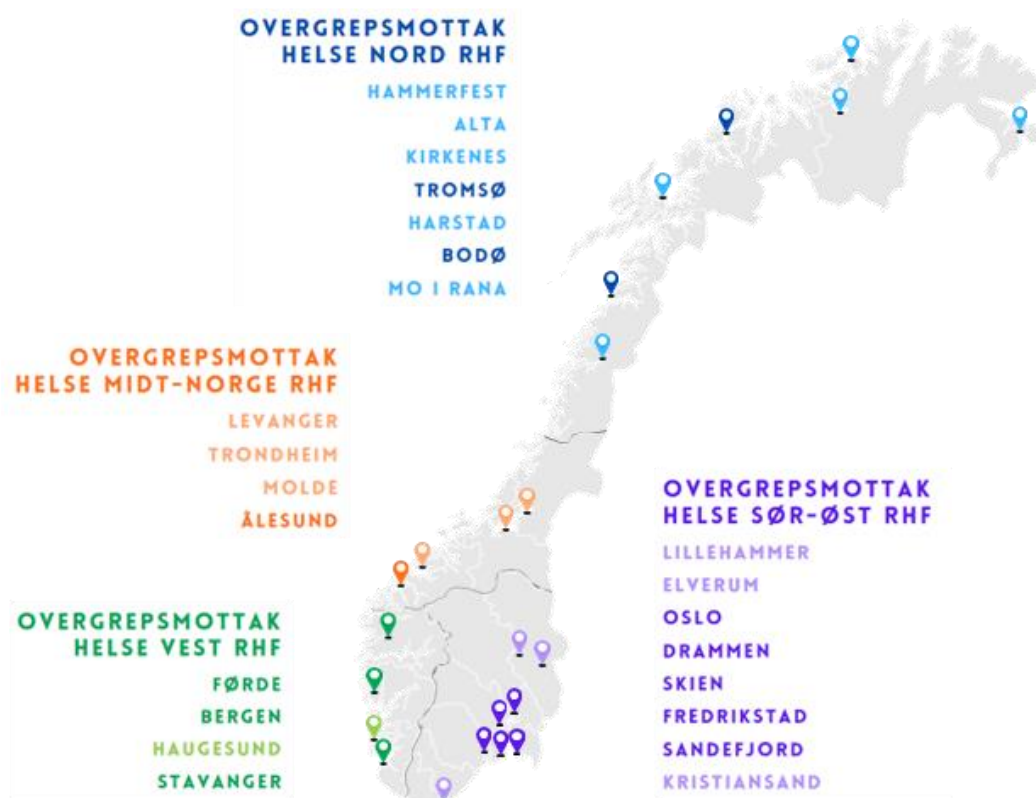 OVERGREPSMOTTAK
HELSE NORD RHF
HAMMERFEST
ALTA
KIRKENES
TROMSØ
HARSTAD
BODØ
MO I RANA
OVERGREPSMOTTAK
HELSE MIDT-NORGE RHF
LEVANGER
TRONDHEIM
MOLDE
ÅLESUND
OVERGREPSMOTTAK
HELSE VEST RHF
FØRDE
BERGEN
HAUGESUND
STAVANGER
OVERGREPSMOTTAK
HELSE SØR-ØST RHF
LILLEHAMMER
ELVERUM
OSLO
DRAMMEN
SKIEN
FREDRIKSTAD
SANDEFJORD
KRISTIANSAND